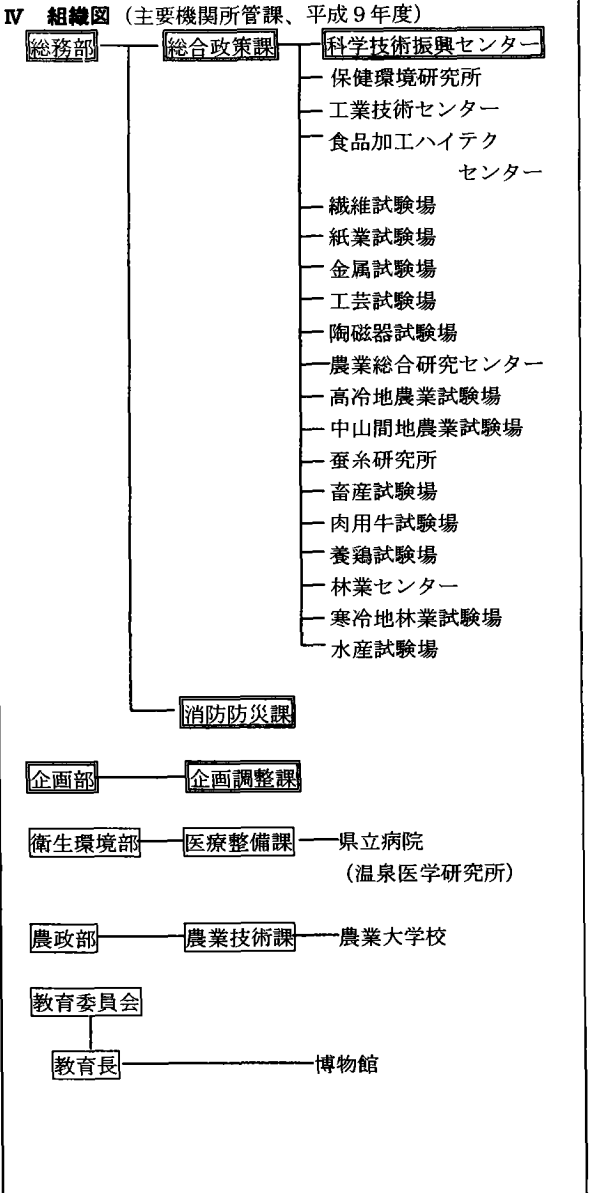 Ⅳ 組織図（主要機関所管課、平成９年度）
総務部 総合政策課 科学技術振興センター
保健環境研究所
工業技術センター
食品加工ハイテク
センター
繊維試験場
紙業試験場
金属試験場
工芸試験場
陶磁器試験場
農業総合研究センター
高冷地農業試験場
中山間地農業試験場
蚕糸研究所
畜産試験場
肉用牛試験場
養鶏試験場
林業センター
寒冷地林業試験場
水産試験場
消防防災課
企画部 企画調整課
衛生環境部 医療整備課 県立病院
（温泉医学研究所）
農政部 農業技術課 農業大学校
教育委員会
教育長 博物館